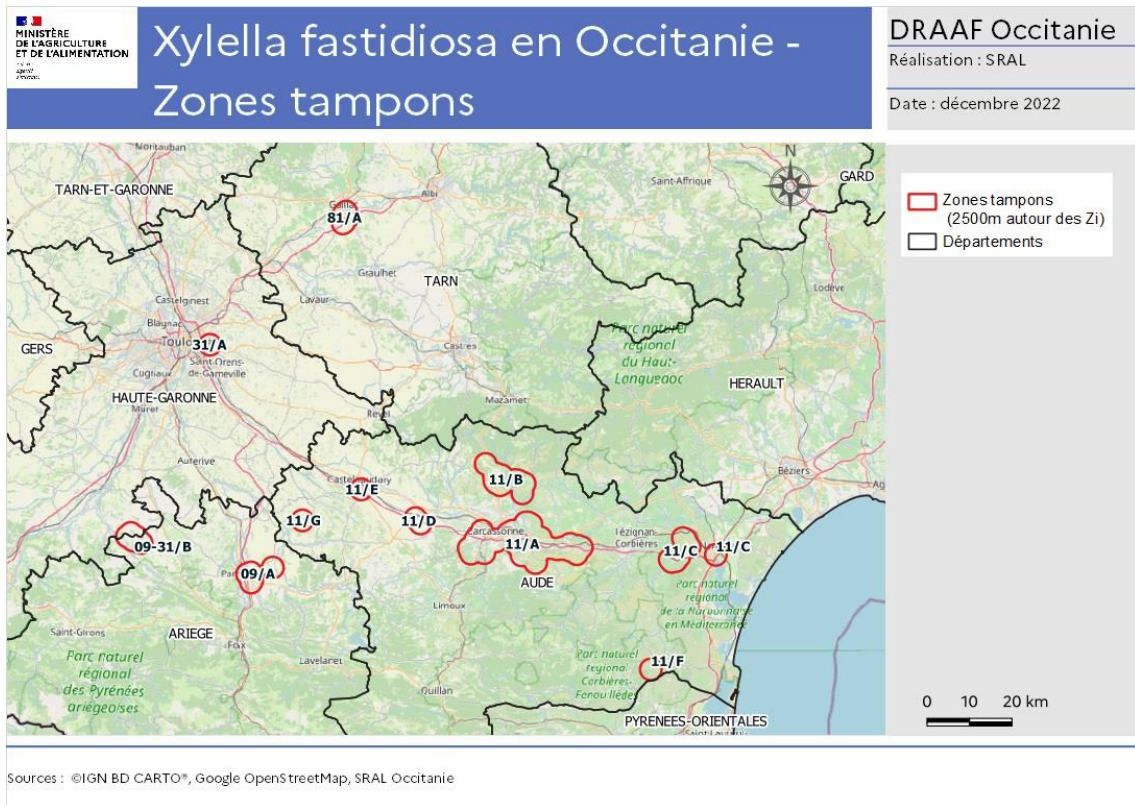 MINISTÈRE
DE L'AGRICULTURE
ET DE L'ALIMENTATION
Xylella fastidiosa en Occitanie -
Zones tampons
DRAAF Occitanie
Réalisation : SRAL
Date : décembre 2022
Montauban
TARN-ET-GARONNE
Albi
Saint-Affrique
N
GARD
81/A
Zones tampons
(2500m autour des Zi)
Départements
Graulhet
TARN
Castelginest
Lavaur
Lodève
Blagnac
GERS
31/A
Castres
Parc naturel
régional
du Haut-
Languedoc
Saint-Orens-
de-Gameville
Cugnaux
HERAULT
HAUTE-GARONNE
Muret
Revel
Mazamet
Auterive
Béziers
11/B
11/E
11/G
11/D
Carcassonne
11/A
Lézignan-
Corbières
11/C
11/C
09-31/B
09/A
AUDE
Limoux
Parc naturel
régional
de la Narbonnaise
en Méditerranée
Saint-Girons
ARIEGE
Foix
Lavelanet
Parc naturel
régional
des Pyrénées
ariégeoises
Quillan
Parc naturel
régional
Corbières-
Fenouillèdes
11/F
PYRENEES-ORIENTALES
0 10 20 km
Sources : ©IGN BD CARTO®, Google OpenStreetMap, SRAL Occitanie